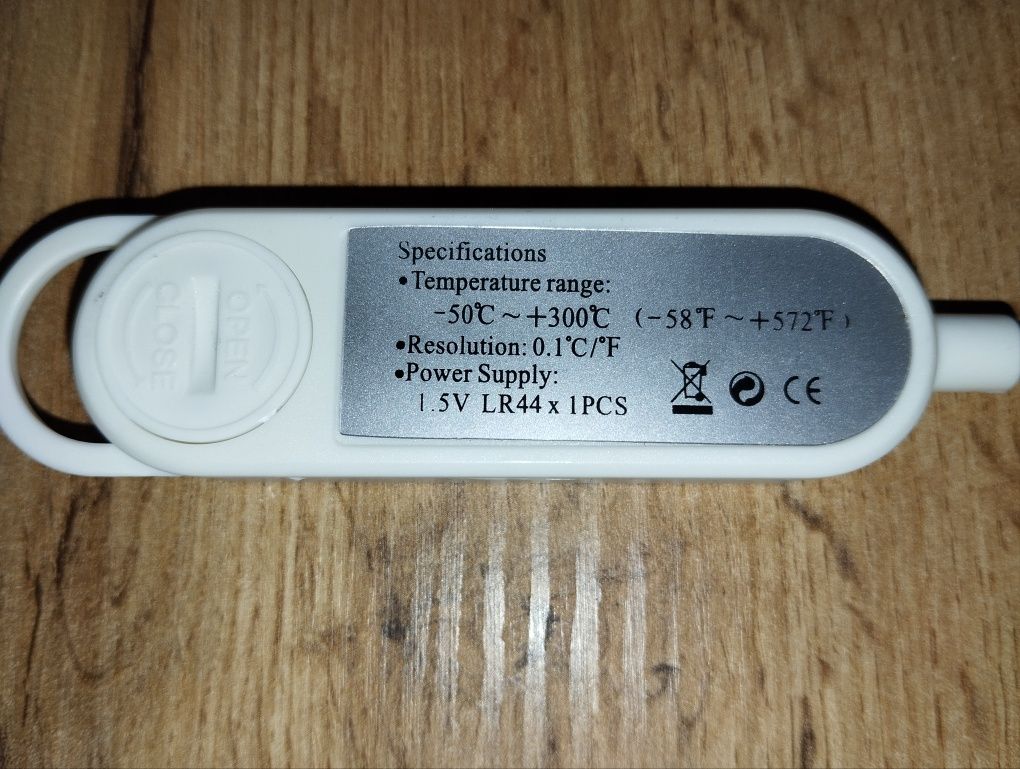 OPEN
CLOSE
Specifications
•Temperature range:
-50℃ ~ +300℃ (-58℉ ~ +572℉)
•Resolution: 0.1℃/℉
•Power Supply:
1.5V LR44 x 1PCS
CE